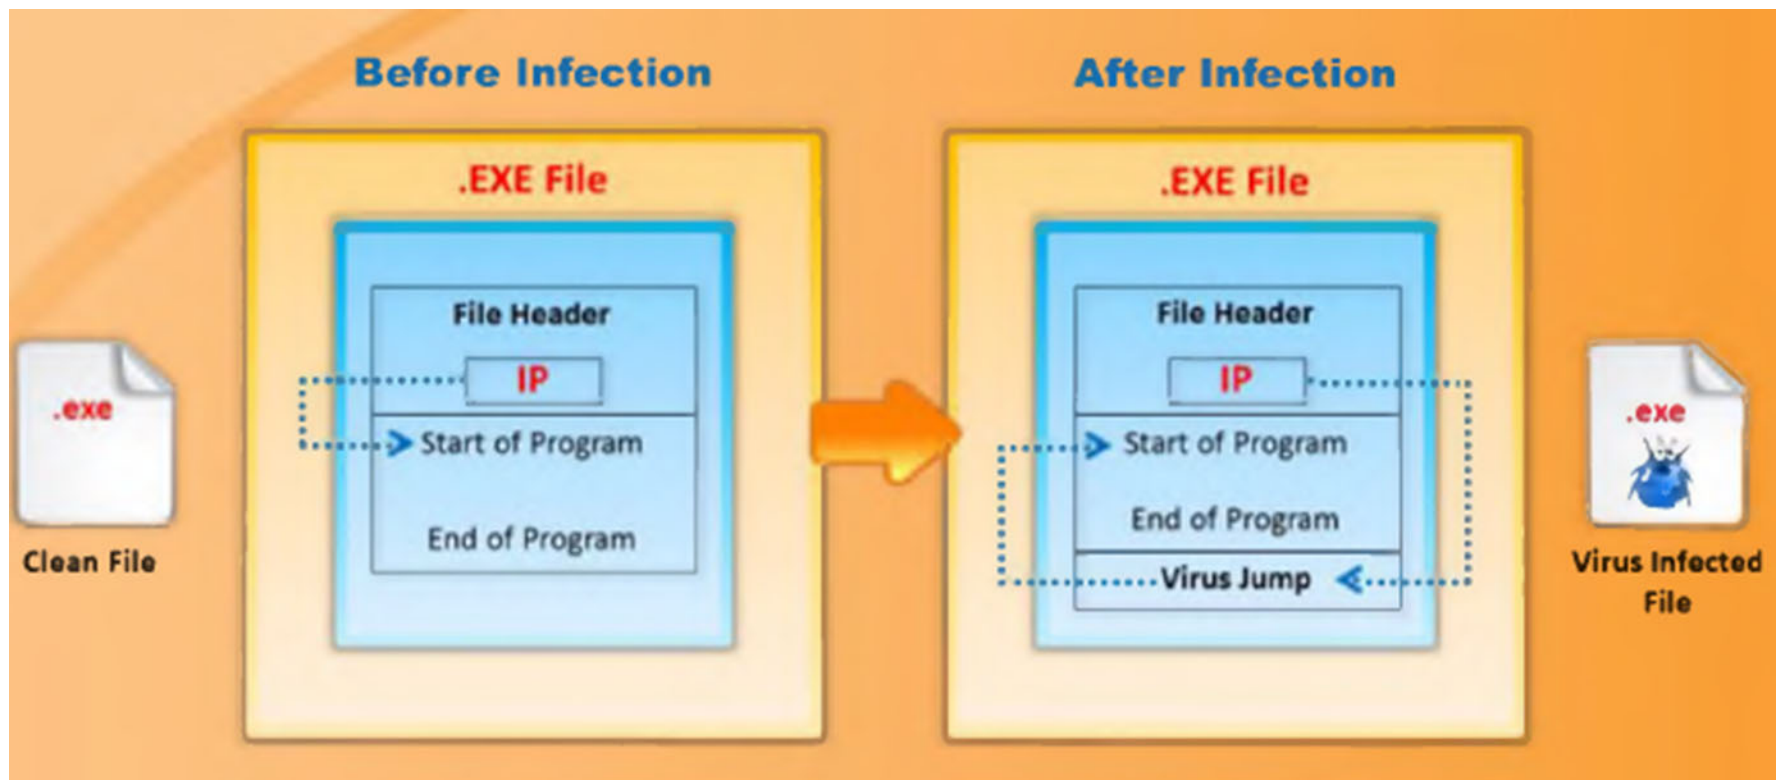 Before Infection
After Infection
.EXE File
.EXE File
File Header
IP
Start of Program
End of Program
File Header
IP
Start of Program
End of Program
Virus Jump
.exe
Clean File
.exe
Virus Infected
File